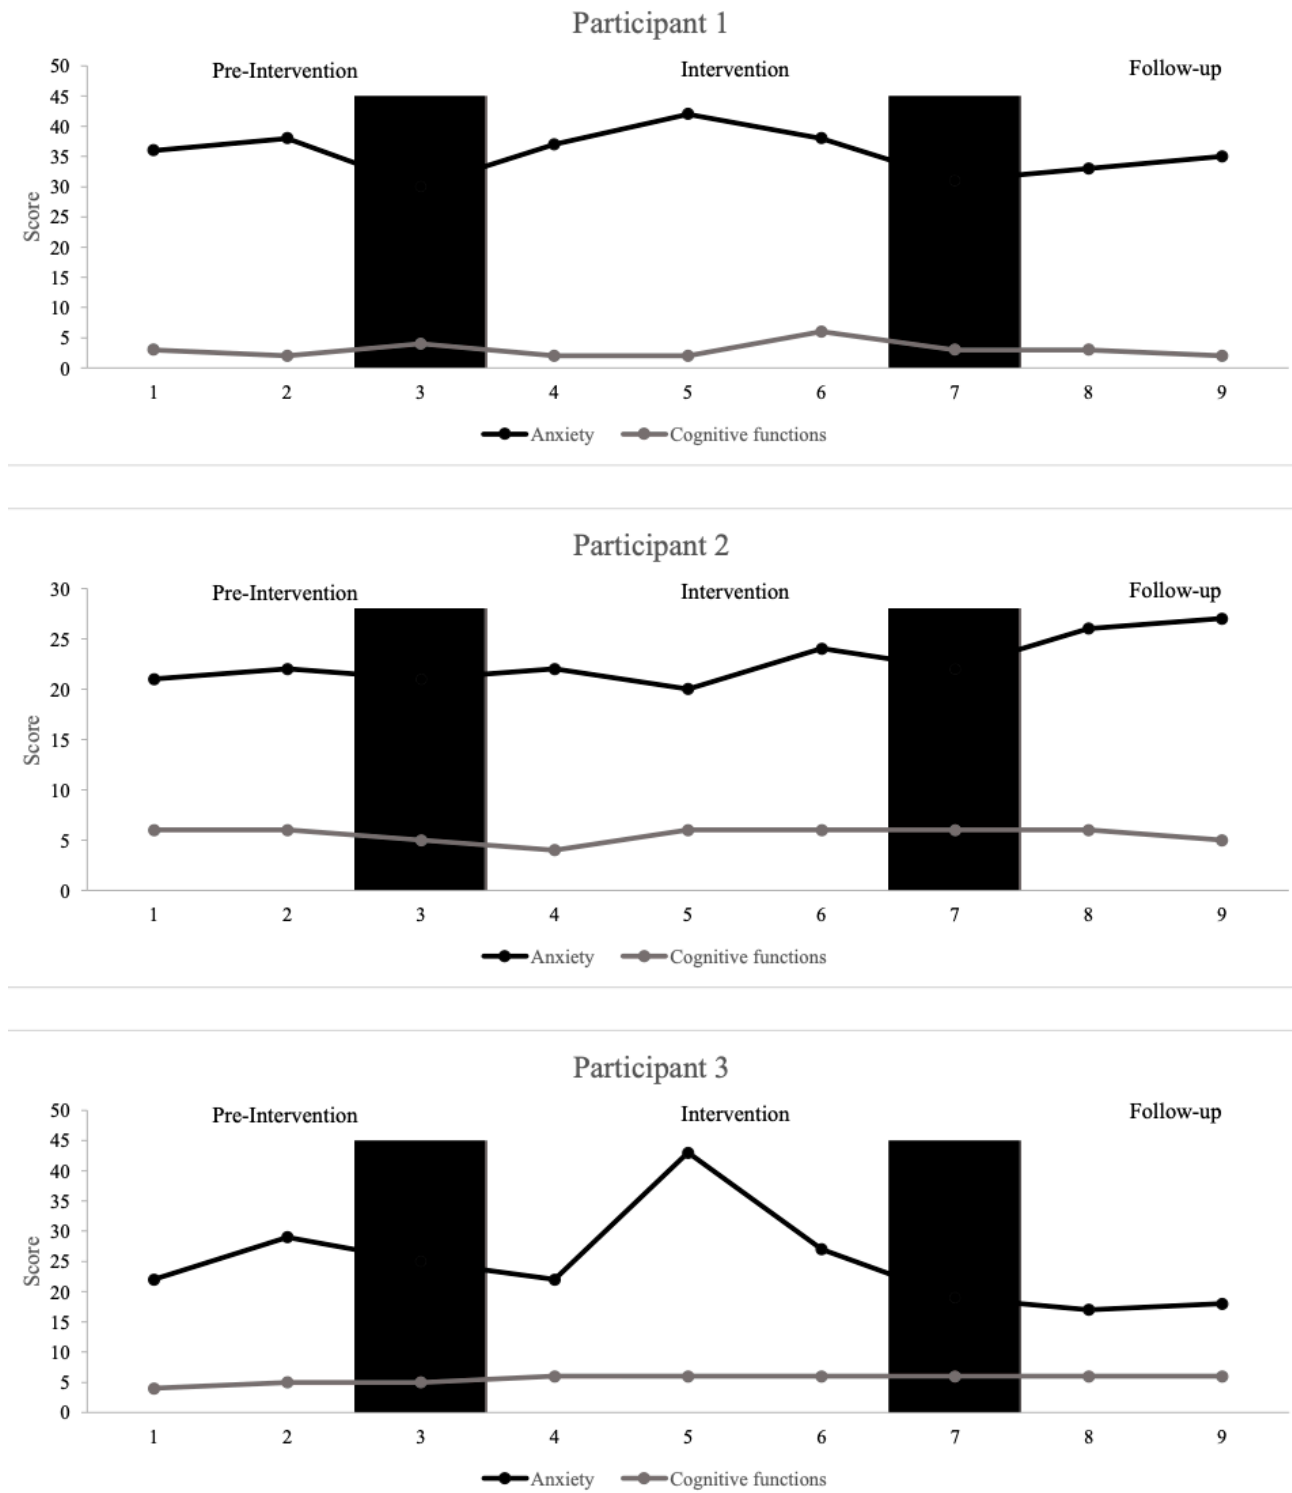 Participant 1
Pre-Intervention Intervention Follow-up
50
45
40
35
30
25
20
15
10
5
0
Score
1 2 3 4 5 6 7 8 9
Anxiety Cognitive functions
Participant 2
Pre-Intervention Intervention Follow-up
30
25
20
15
10
5
0
Score
1 2 3 4 5 6 7 8 9
Anxiety Cognitive functions
Participant 3
Pre-Intervention Intervention Follow-up
50
45
40
35
30
25
20
15
10
5
0
Score
1 2 3 4 5 6 7 8 9
Anxiety Cognitive functions